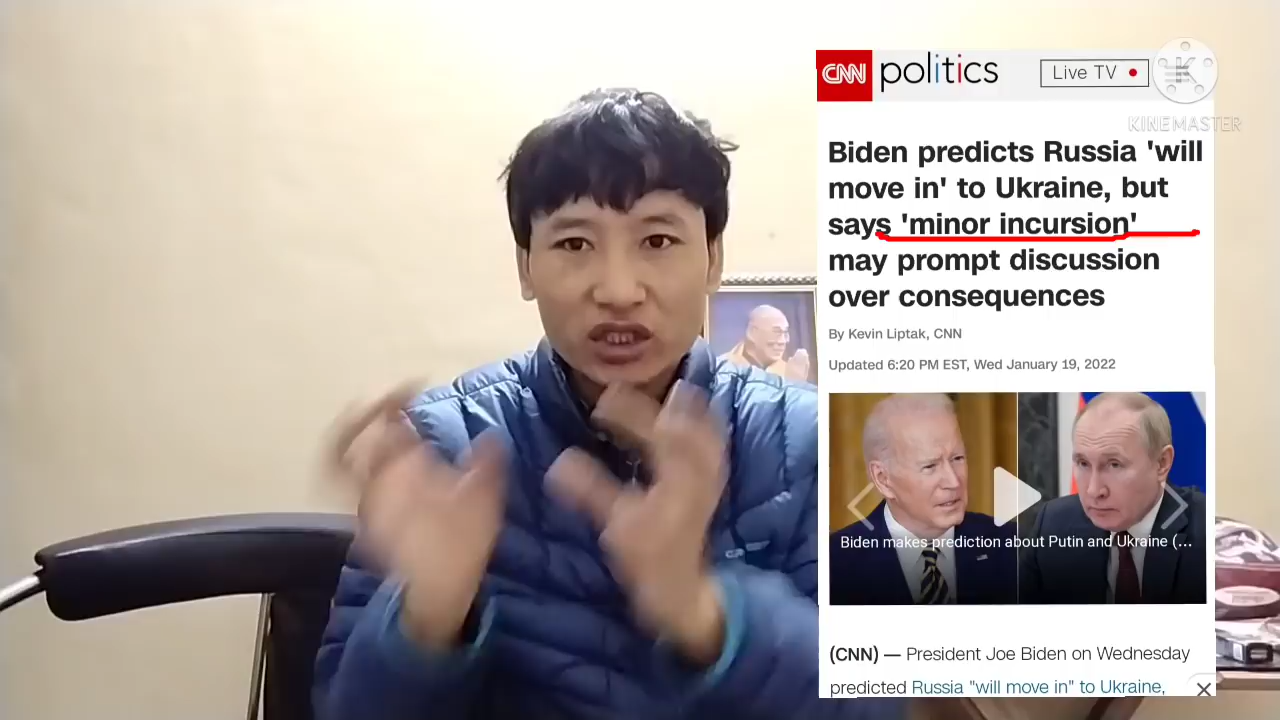 CNN politics
Live TV
KINEMASTER
Biden predicts Russia 'will
move in' to Ukraine, but
says 'minor incursion'
may prompt discussion
over consequences
By Kevin Liptak, CNN
Updated 6:20 PM EST, Wed January 19, 2022
Biden makes prediction about Putin and Ukraine (...
(CNN) — President Joe Biden on Wednesday
predicted Russia "will move in" to Ukraine,